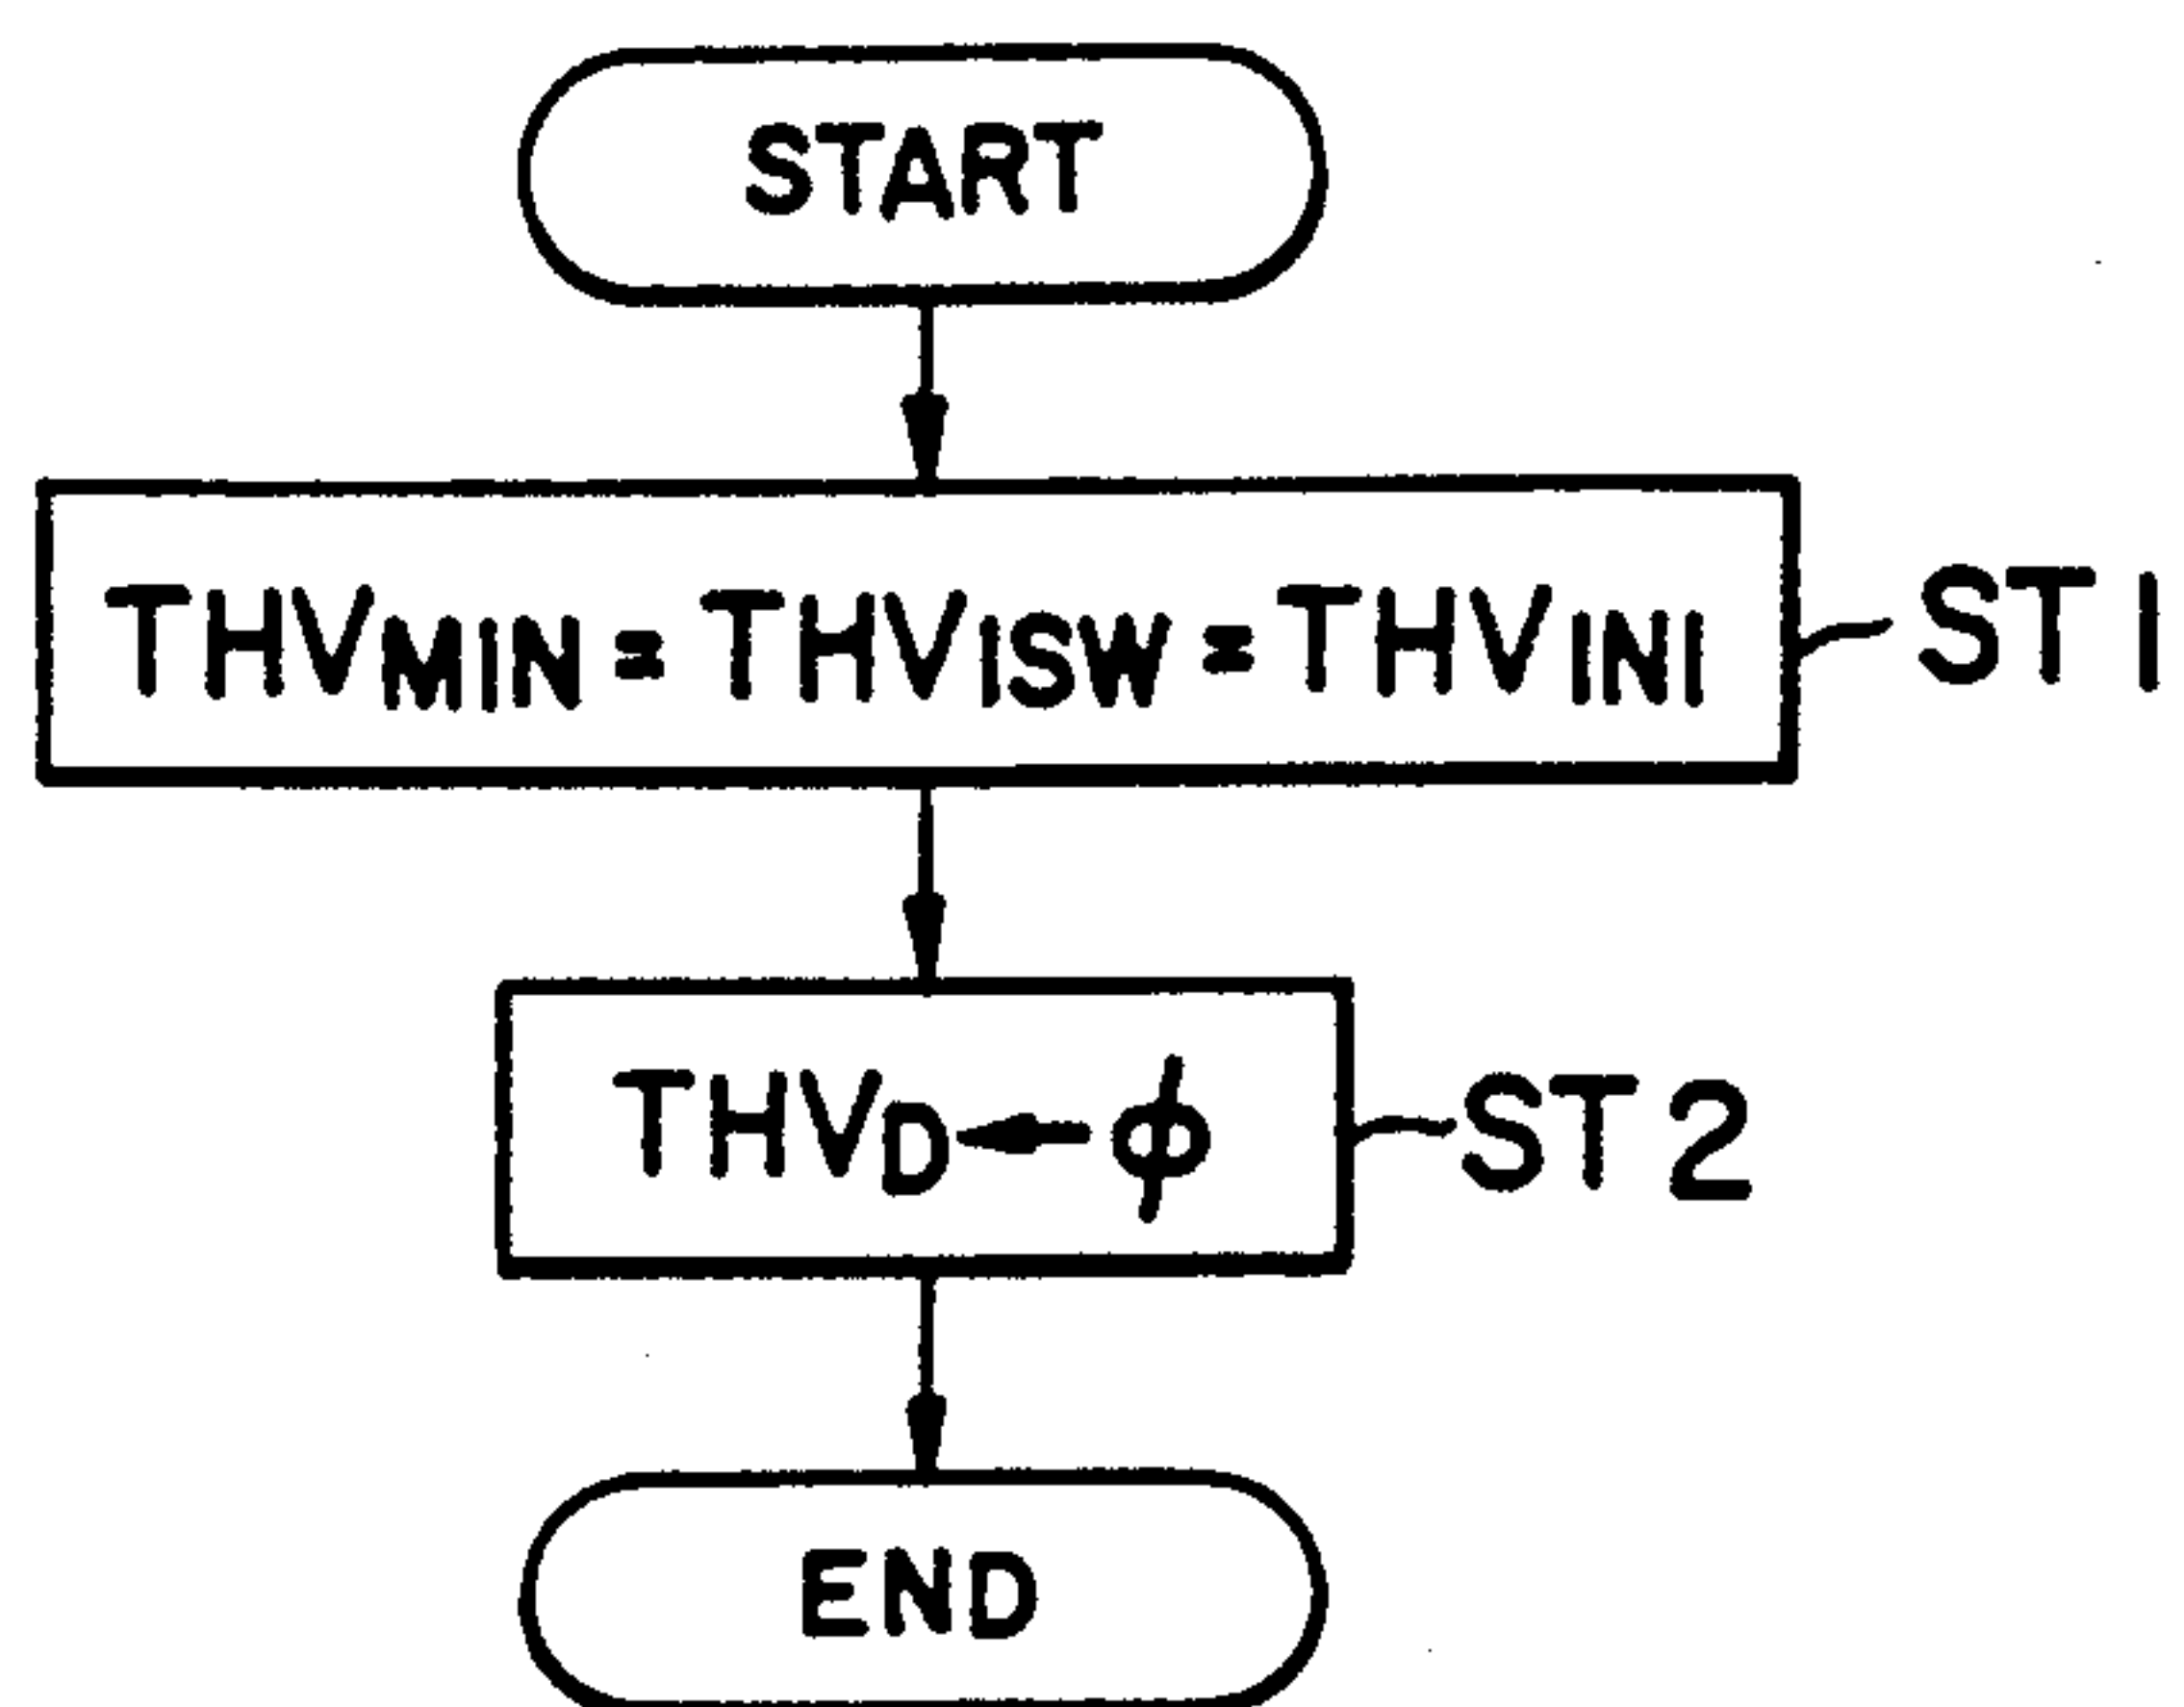 START
THVMIN = THVISW = THVINI ST1
THVD ← ϕ ST2
END